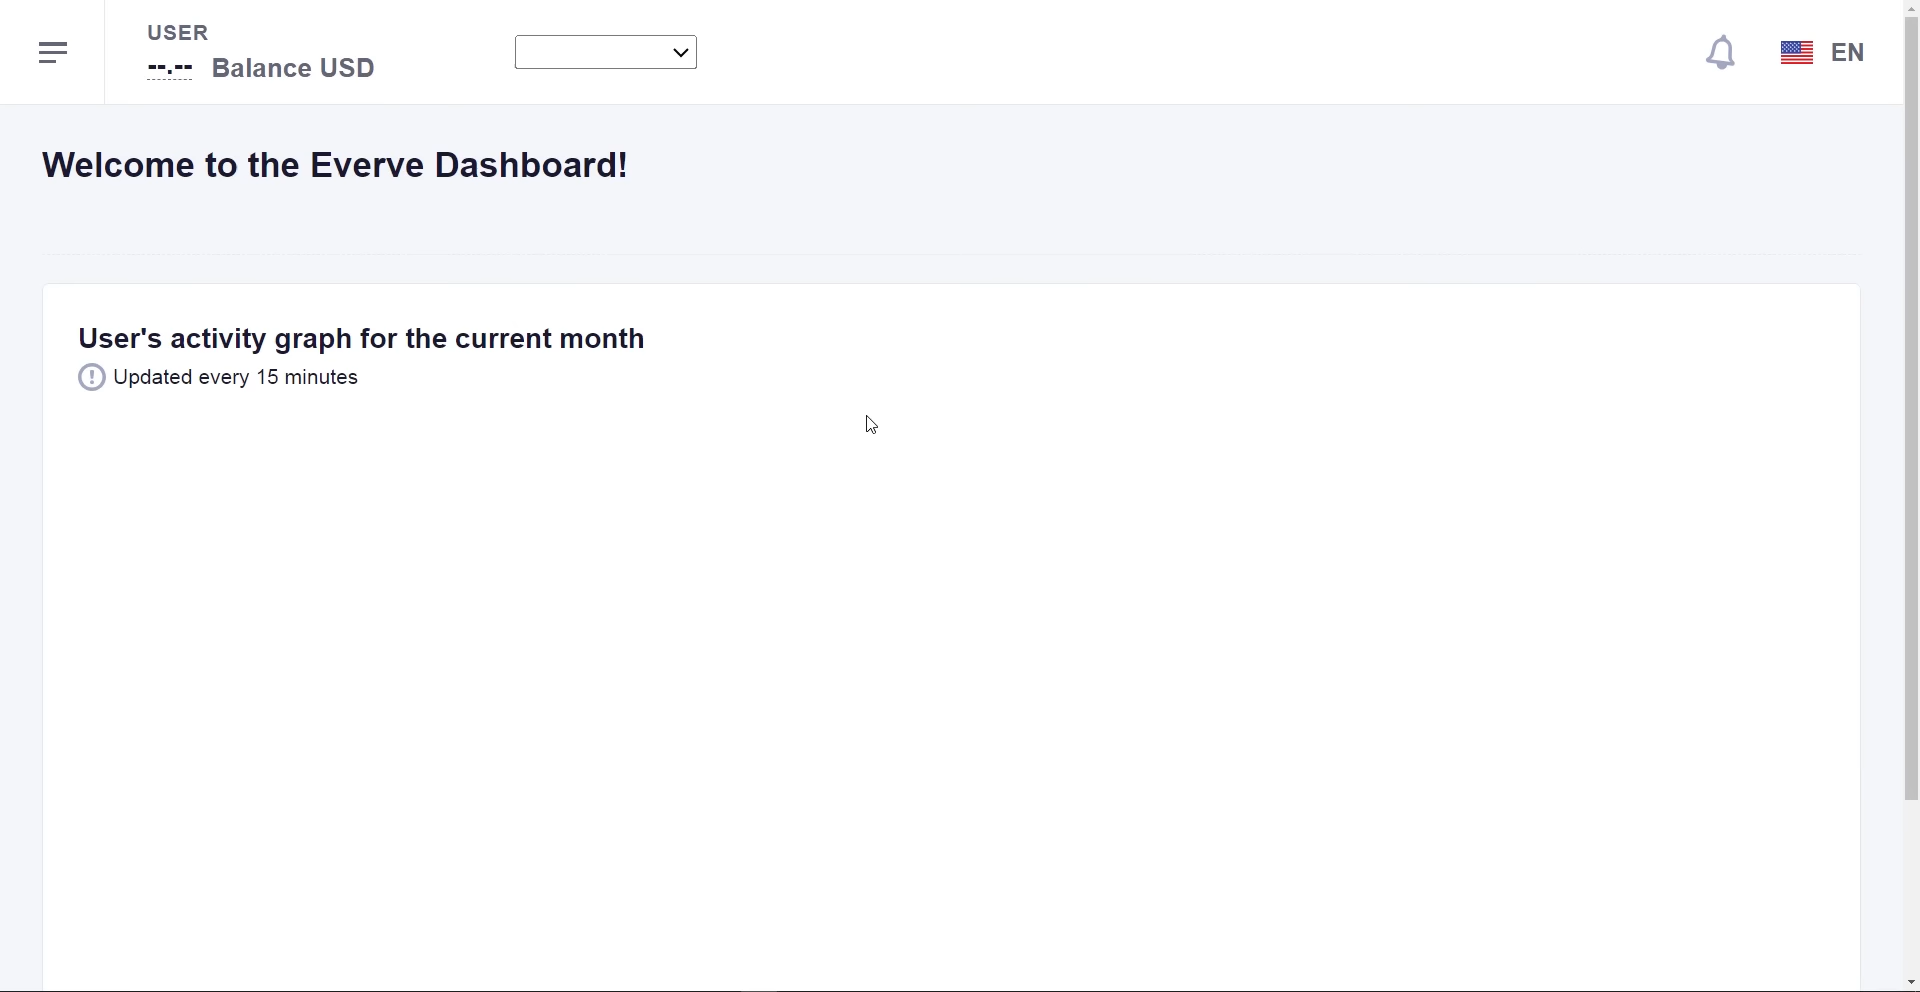 USER
--.-- Balance USD
EN
Welcome to the Everve Dashboard!
User's activity graph for the current month
Updated every 15 minutes